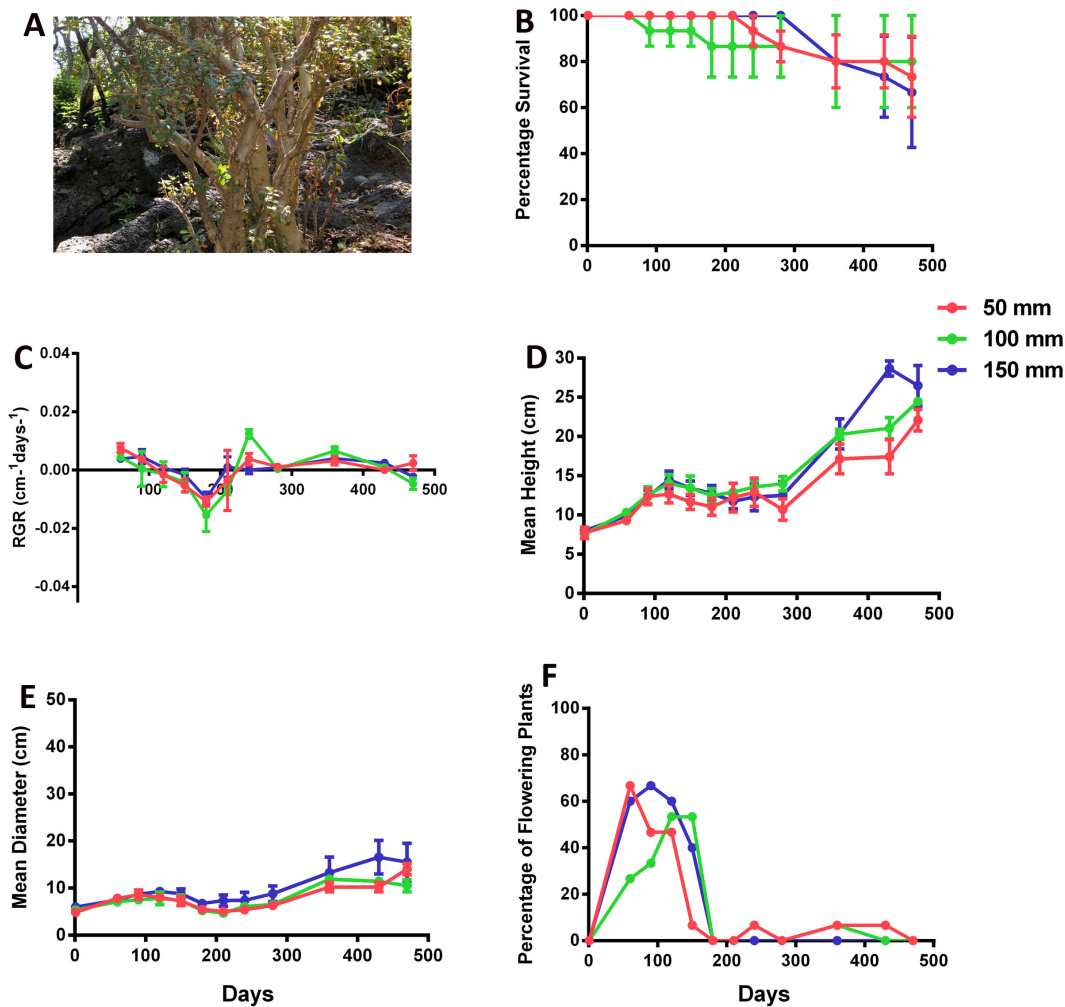 A
B
Percentage Survival
100
80
60
40
20
0
0 100 200 300 400 500
50 mm
100 mm
150 mm
C
RGR (cm-1days-1)
0.04
0.02
0.00
-0.02
-0.04
100 200 300 400 500
D
Mean Height (cm)
30
25
20
15
10
5
0
0 100 200 300 400 500
E
Mean Diameter (cm)
50
40
30
20
10
0
0 100 200 300 400 500
Days
F
Percentage of Flowering Plants
100
80
60
40
20
0
0 100 200 300 400 500
Days